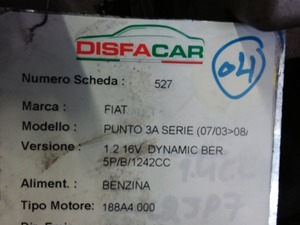 DISFACAR
04
Numero Scheda : 527
Marca : FIAT
Modello : PUNTO 3A SERIE (07/03>08/
Versione : 1.2 16V DYNAMIC BER
5P/B/1242CC
Aliment. : BENZINA
Tipo Motore: 188A4.000